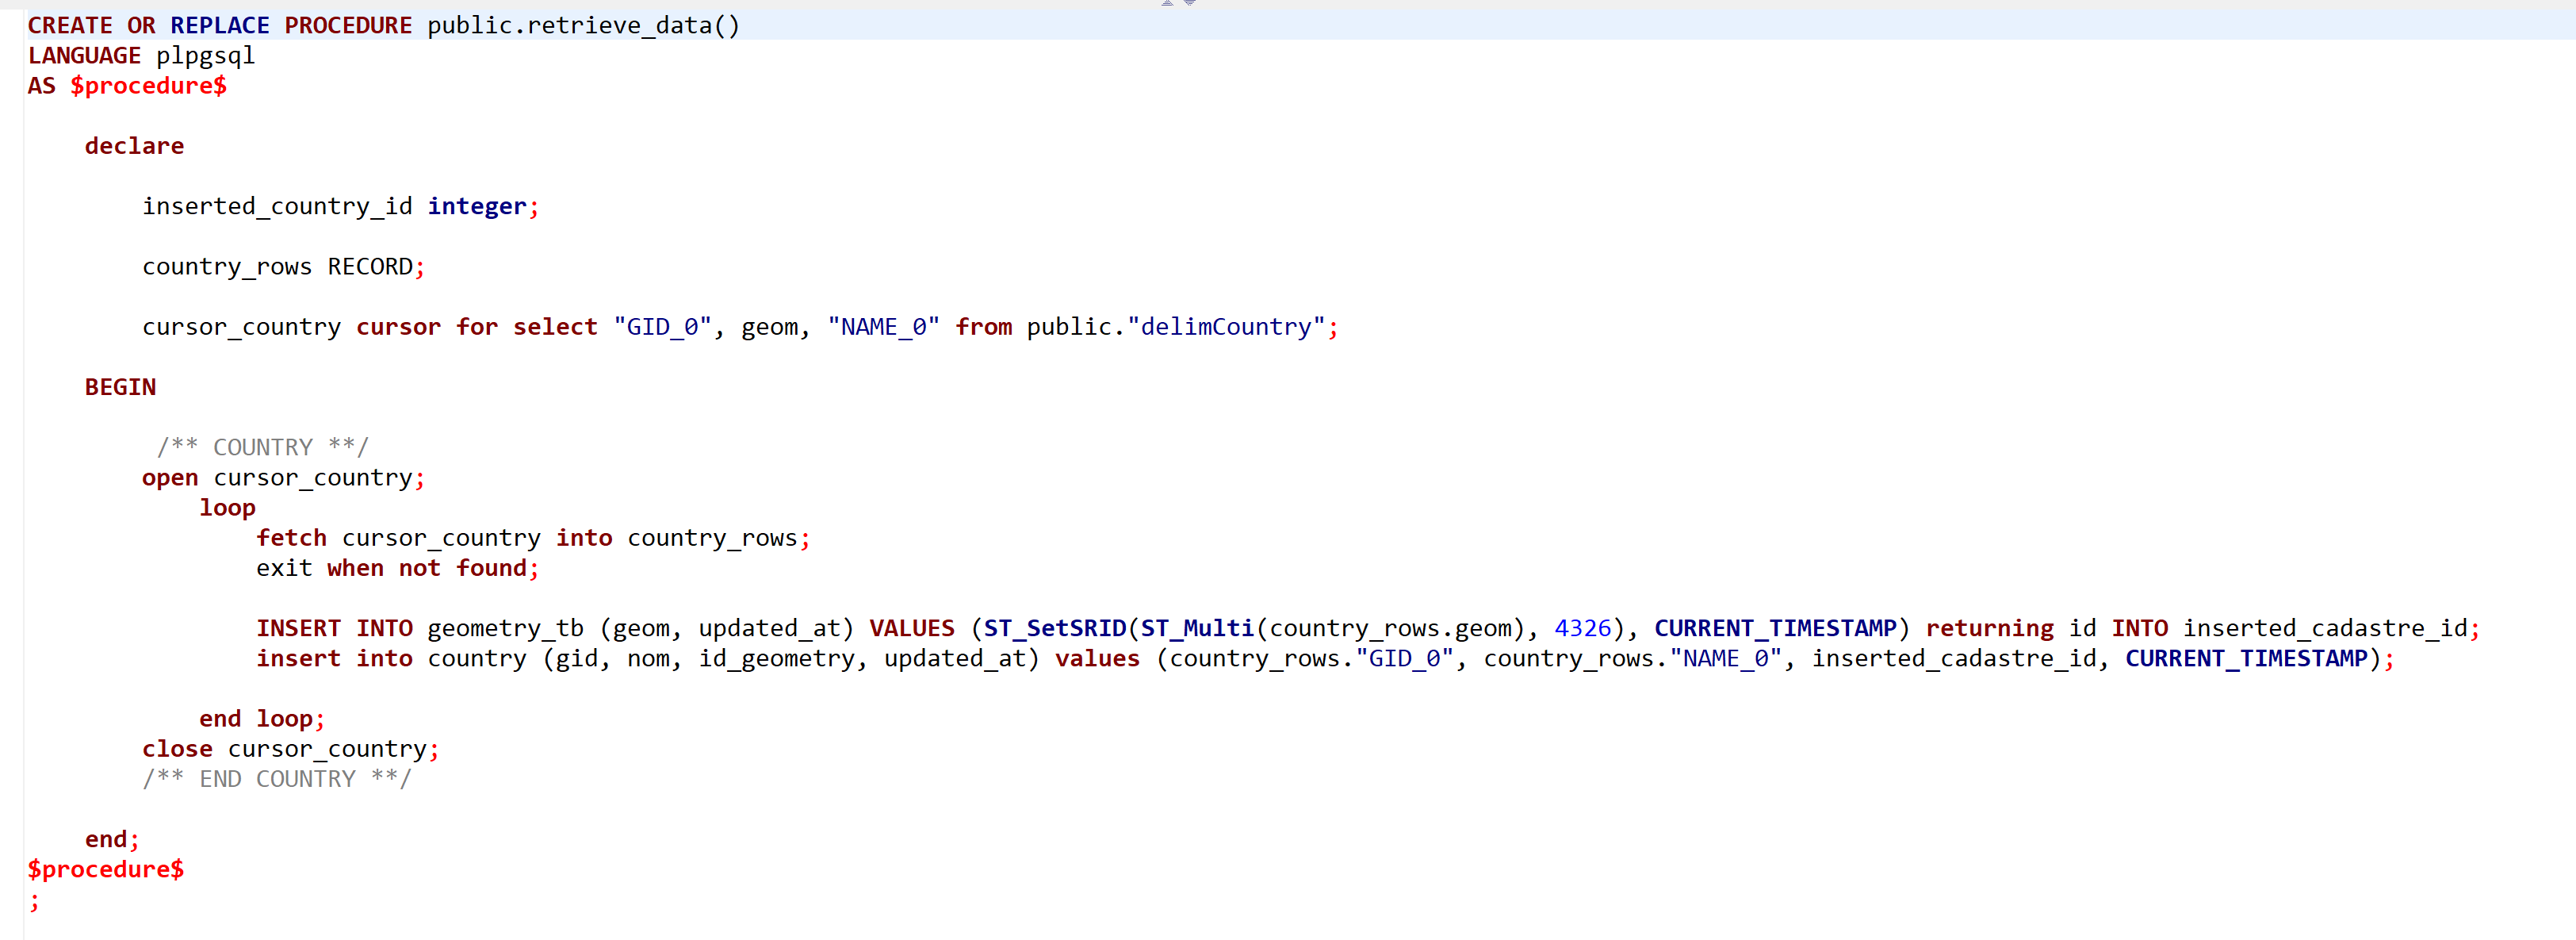 CREATE OR REPLACE PROCEDURE public.retrieve_data()
LANGUAGE plpgsql
AS $procedure$
declare
inserted_country_id integer;
country_rows RECORD;
cursor_country cursor for select "GID_0", geom, "NAME_0" from public."delimCountry";
BEGIN
/** COUNTRY **/
open cursor_country;
loop
fetch cursor_country into country_rows;
exit when not found;
INSERT INTO geometry_tb (geom, updated_at) VALUES (ST_SetSRID(ST_Multi(country_rows.geom), 4326), CURRENT_TIMESTAMP) returning id INTO inserted_cadastre_id;
insert into country (gid, nom, id_geometry, updated_at) values (country_rows."GID_0", country_rows."NAME_0", inserted_cadastre_id, CURRENT_TIMESTAMP);
end loop;
close cursor_country;
/** END COUNTRY **/
end;
$procedure$
;